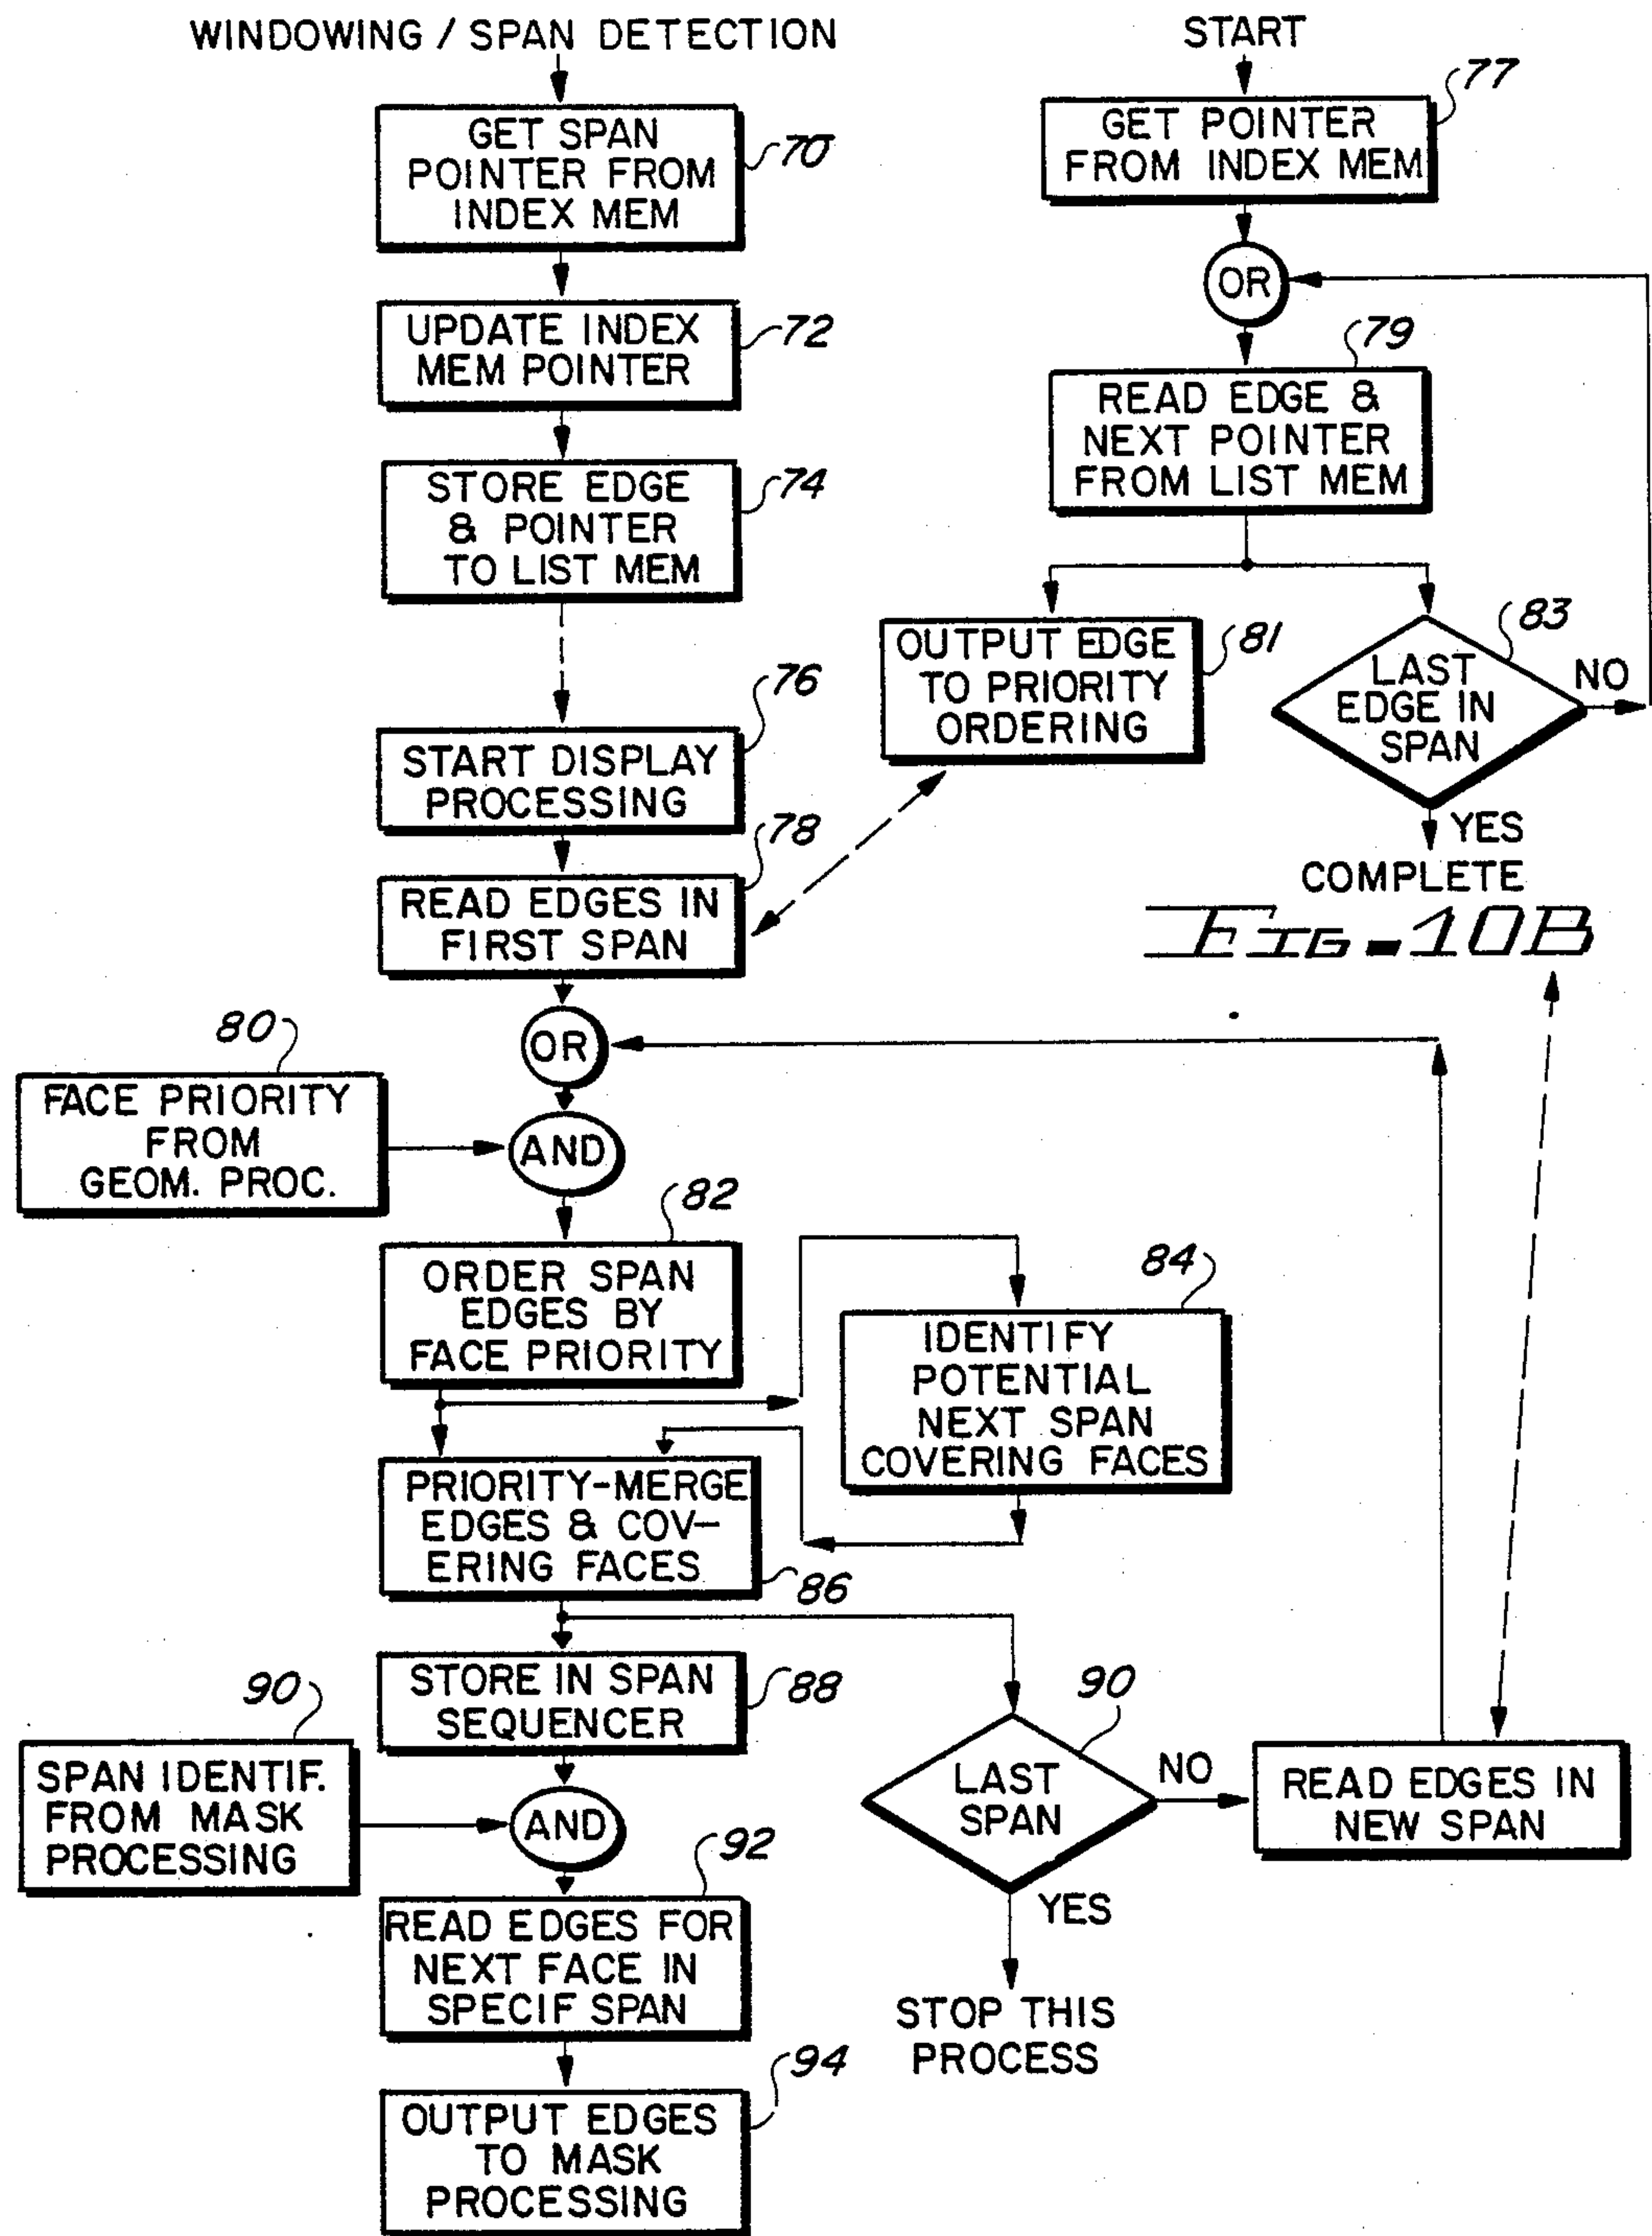 WINDOWING / SPAN DETECTION
GET SPAN
POINTER FROM
INDEX MEM
70
UPDATE INDEX
MEM POINTER
72
STORE EDGE
& POINTER
TO LIST MEM
74
START DISPLAY
PROCESSING
76
READ EDGES IN
FIRST SPAN
78
START
GET POINTER
FROM INDEX MEM
77
OR
READ EDGE &
NEXT POINTER
FROM LIST MEM
79
OUTPUT EDGE
TO PRIORITY
ORDERING
81
LAST
EDGE IN
SPAN
83
NO
YES
COMPLETE
FIG-10B
OR
80
FACE PRIORITY
FROM
GEOM. PROC.
AND
82
ORDER SPAN
EDGES BY
FACE PRIORITY
84
IDENTIFY
POTENTIAL
NEXT SPAN
COVERING FACES
PRIORITY-MERGE
EDGES & COV-
ERING FACES
86
STORE IN SPAN
SEQUENCER
88
90
SPAN IDENTIF.
FROM MASK
PROCESSING
AND
90
LAST
SPAN
NO
READ EDGES IN
NEW SPAN
YES
STOP THIS
PROCESS
92
READ EDGES FOR
NEXT FACE IN
SPECIF SPAN
94
OUTPUT EDGES
TO MASK
PROCESSING